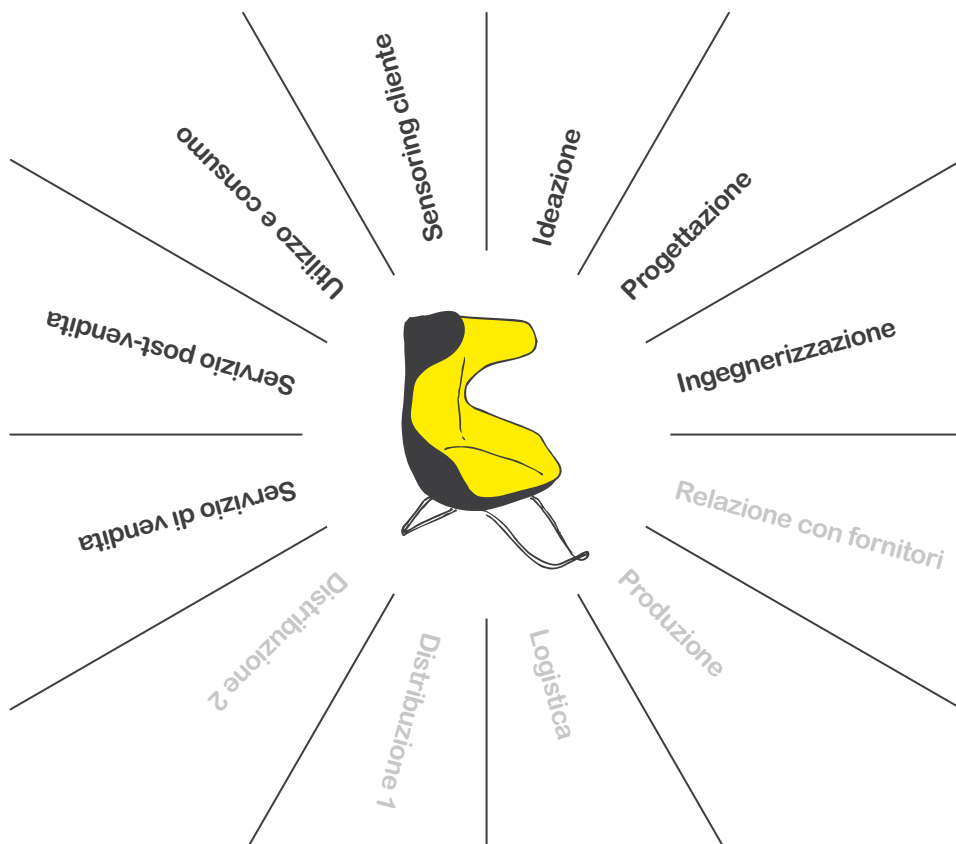 Ideazione
Progettazione
Ingegnerizzazione
Relazione con fornitori
Produzione
Logistica
Distribuzione 1
Distribuzione 2
Servizio di vendita
Servizio post-vendita
Utilizzo e consumo
Sensoring cliente